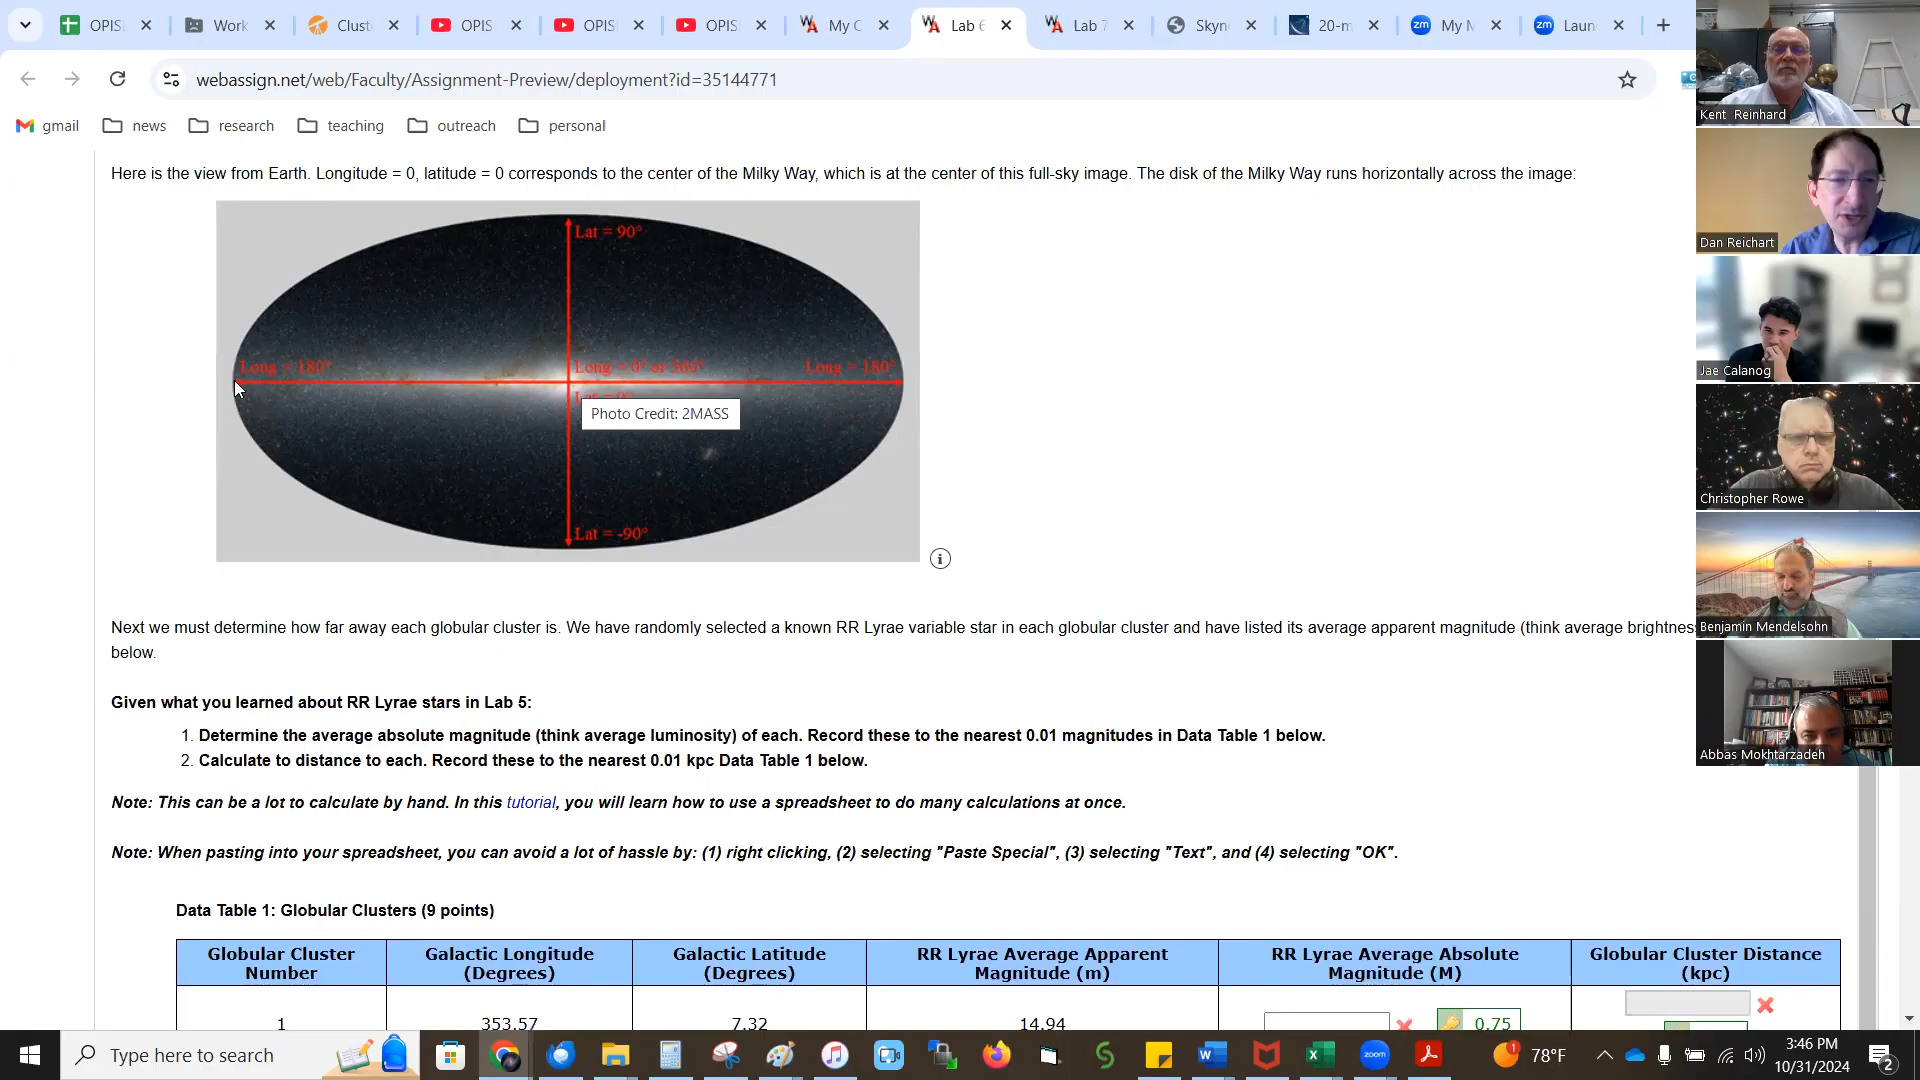 OPIS
Work
Clust
OPIS
OPIS
OPIS
My C
Lab 6
Lab 7
Skyn
20-m
My M
Laun
webassign.net/web/Faculty/Assignment-Preview/deployment?id=35144771
gmail
news
research
teaching
outreach
personal
Here is the view from Earth. Longitude = 0, latitude = 0 corresponds to the center of the Milky Way, which is at the center of this full-sky image. The disk of the Milky Way runs horizontally across the image:
Lat = 90°
Long = 180°
Long = 0° or 360°
Long = 180°
Photo Credit: 2MASS
Lat = -90°
Next we must determine how far away each globular cluster is. We have randomly selected a known RR Lyrae variable star in each globular cluster and have listed its average apparent magnitude (think average brightness
below.
Given what you learned about RR Lyrae stars in Lab 5:
1. Determine the average absolute magnitude (think average luminosity) of each. Record these to the nearest 0.01 magnitudes in Data Table 1 below.
2. Calculate to distance to each. Record these to the nearest 0.01 kpc Data Table 1 below.
Note: This can be a lot to calculate by hand. In this tutorial, you will learn how to use a spreadsheet to do many calculations at once.
Note: When pasting into your spreadsheet, you can avoid a lot of hassle by: (1) right clicking, (2) selecting "Paste Special", (3) selecting "Text", and (4) selecting "OK".
Data Table 1: Globular Clusters (9 points)
Globular Cluster
Number
Galactic Longitude
(Degrees)
Galactic Latitude
(Degrees)
RR Lyrae Average Apparent
Magnitude (m)
RR Lyrae Average Absolute
Magnitude (M)
Globular Cluster Distance
(kpc)
1
353.57
7.32
14.94
0.75
Kent Reinhard
Dan Reichart
Jae Calanog
Christopher Rowe
Benjamin Mendelsohn
Abbas Mokhtarzadeh
Type here to search
zoom
78°F
3:46 PM
10/31/2024
2